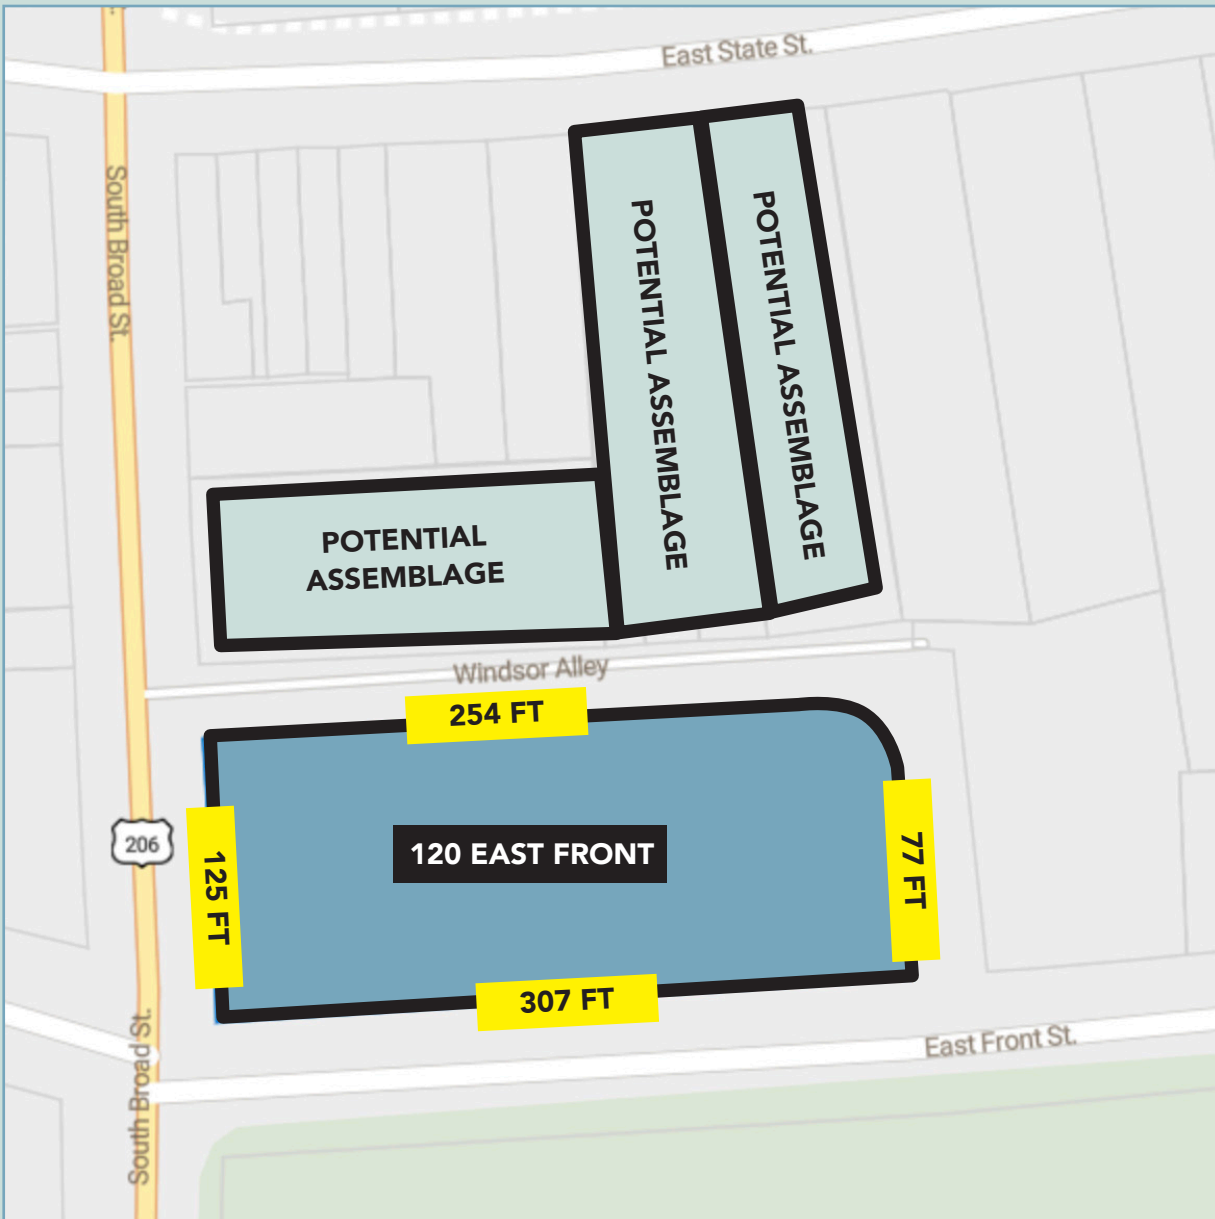 East State St.
South Broad St.
POTENTIAL ASSEMBLAGE
POTENTIAL ASSEMBLAGE
POTENTIAL
ASSEMBLAGE
Windsor Alley
254 FT
206
125 FT
120 EAST FRONT
77 FT
307 FT
East Front St.
South Broad St.